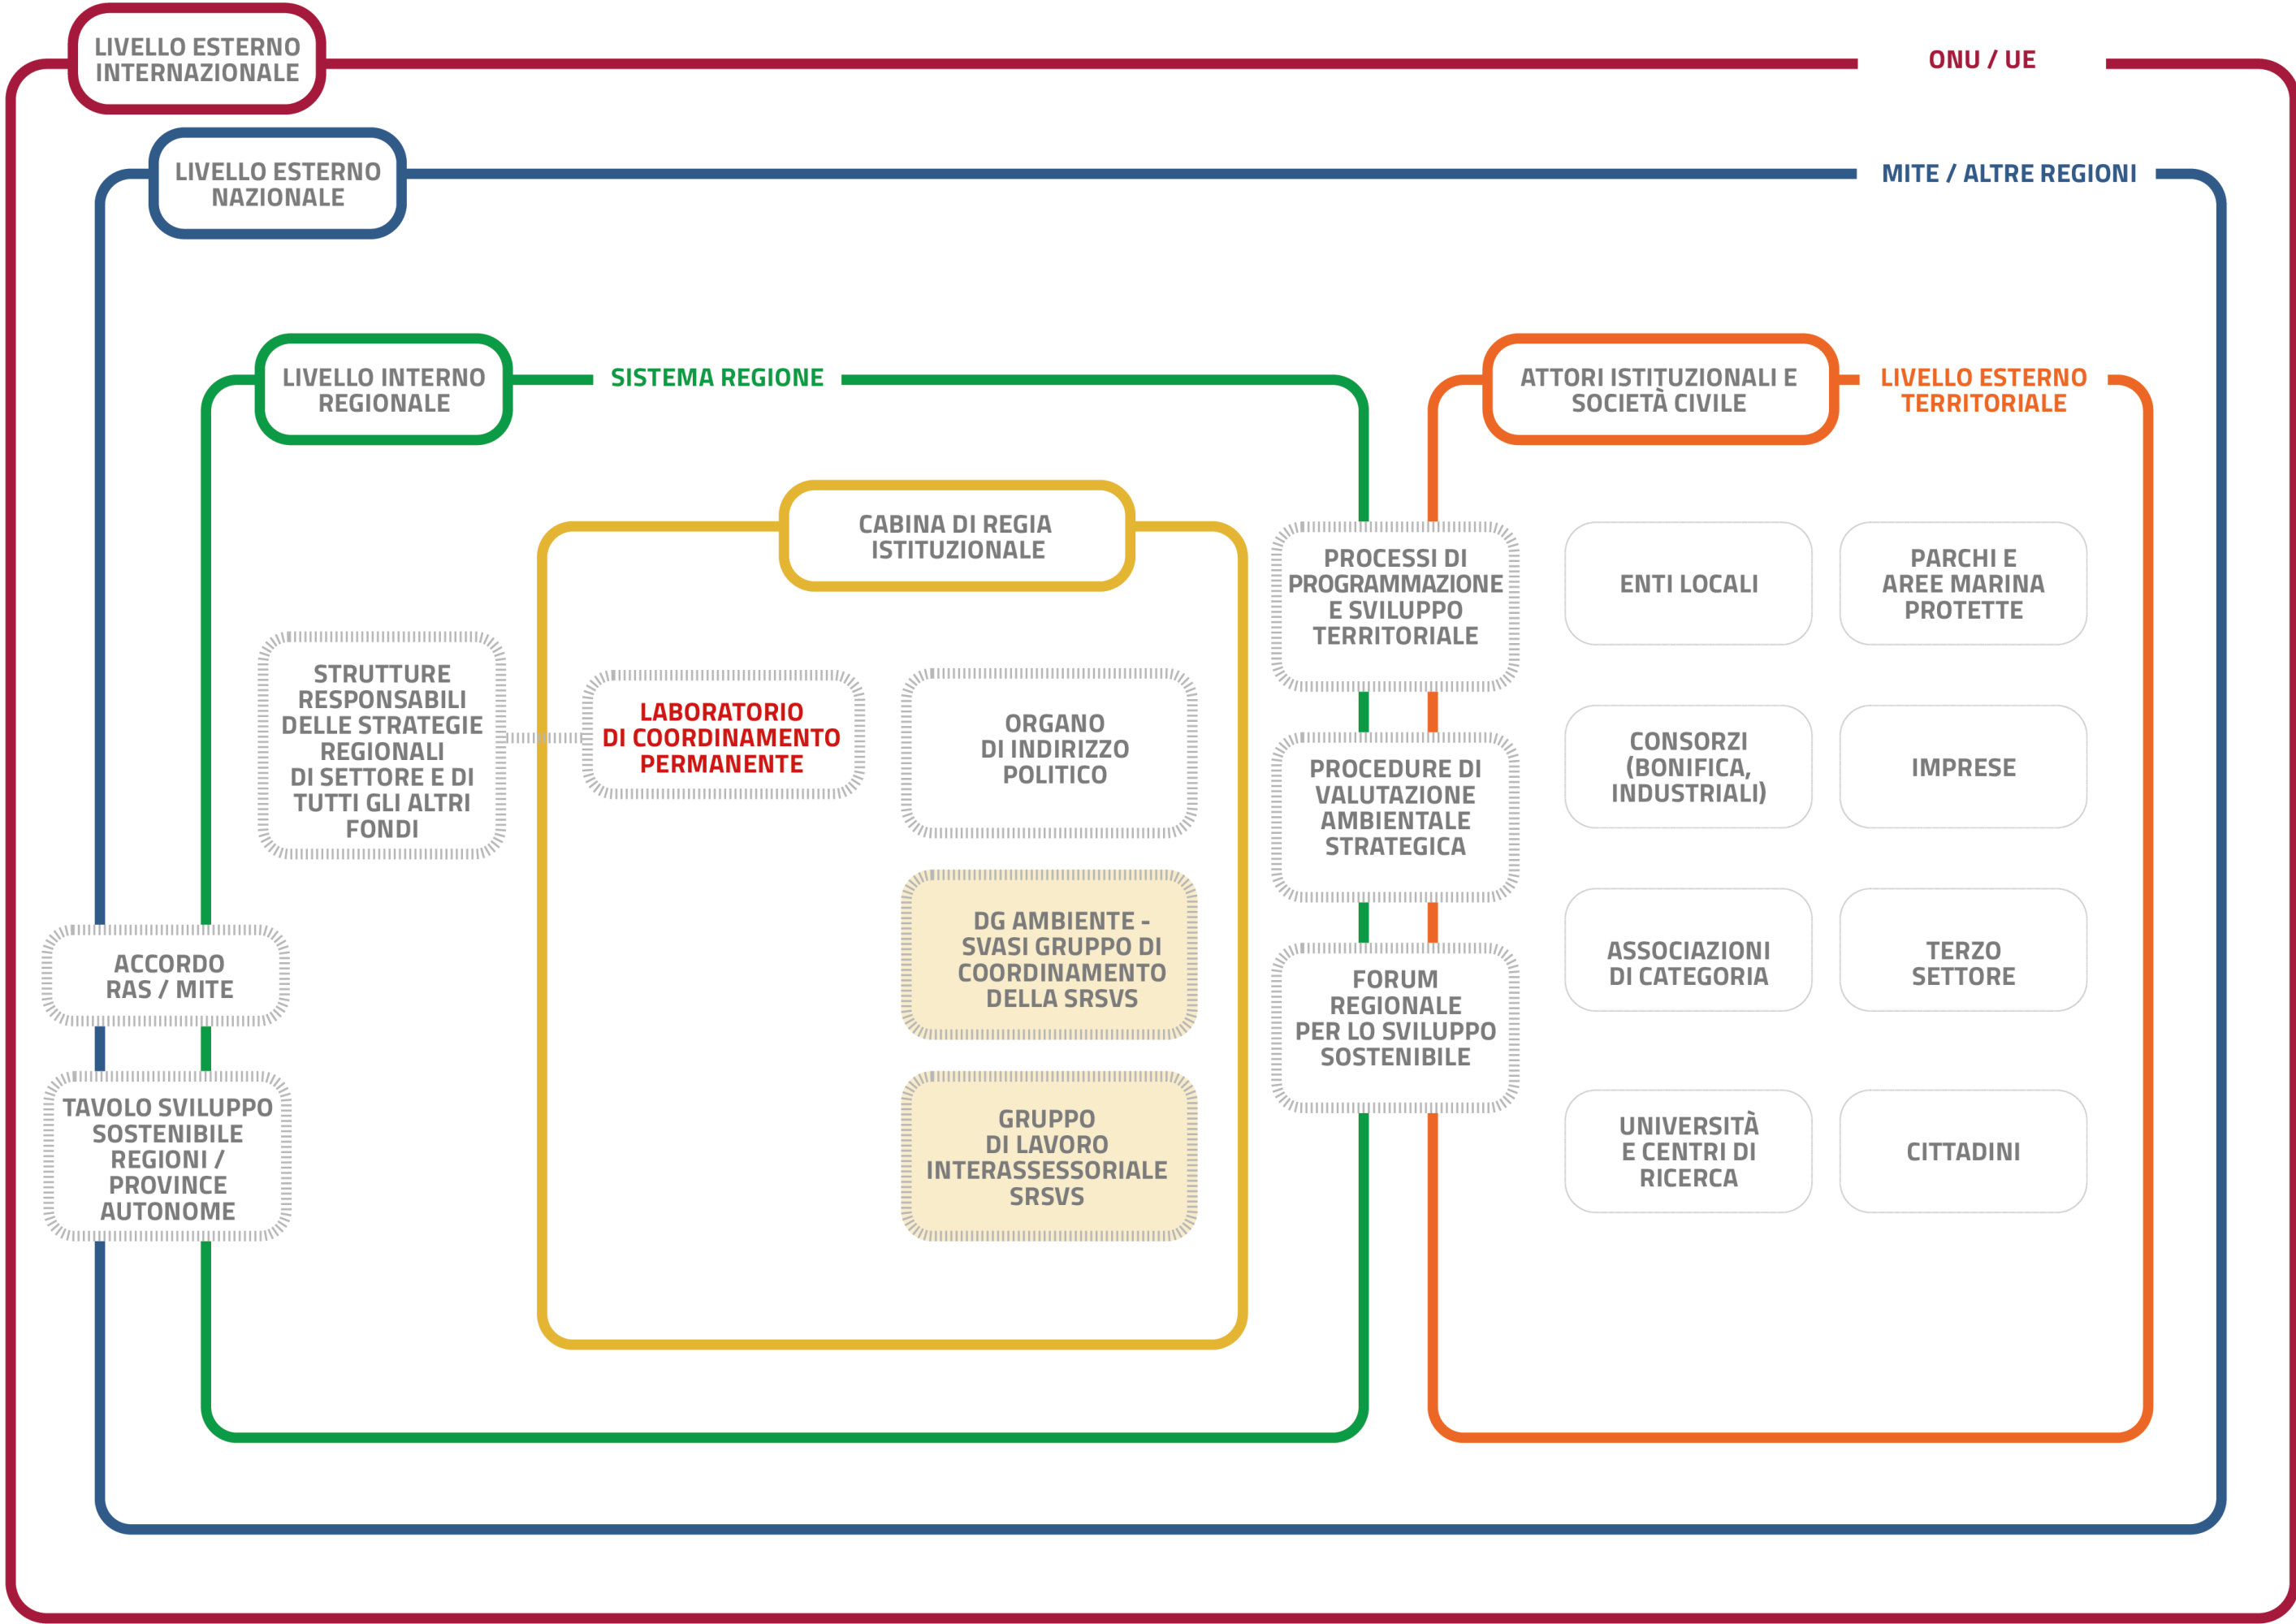 LIVELLO ESTERNO
INTERNAZIONALE
ONU / UE
LIVELLO ESTERNO
NAZIONALE
MITE / ALTRE REGIONI
LIVELLO INTERNO
REGIONALE
SISTEMA REGIONE
ATTORI ISTITUZIONALI E
SOCIETÀ CIVILE
LIVELLO ESTERNO
TERRITORIALE
CABINA DI REGIA
ISTITUZIONALE
STRUTTURE
RESPONSABILI
DELLE STRATEGIE
REGIONALI
DI SETTORE E DI
TUTTI GLI ALTRI
FONDI
LABORATORIO
DI COORDINAMENTO
PERMANENTE
ORGANO
DI INDIRIZZO
POLITICO
DG AMBIENTE -
SVASI GRUPPO DI
COORDINAMENTO
DELLA SRSVS
GRUPPO
DI LAVORO
INTERASSESSORIALE
SRSVS
ACCORDO
RAS / MITE
TAVOLO SVILUPPO
SOSTENIBILE
REGIONI /
PROVINCE
AUTONOME
PROCESSI DI
PROGRAMMAZIONE
E SVILUPPO
TERRITORIALE
PROCEDURE DI
VALUTAZIONE
AMBIENTALE
STRATEGICA
FORUM
REGIONALE
PER LO SVILUPPO
SOSTENIBILE
ENTI LOCALI
PARCHI E
AREE MARINA
PROTETTE
CONSORZI
(BONIFICA,
INDUSTRIALI)
IMPRESE
ASSOCIAZIONI
DI CATEGORIA
TERZO
SETTORE
UNIVERSITÀ
E CENTRI DI
RICERCA
CITTADINI